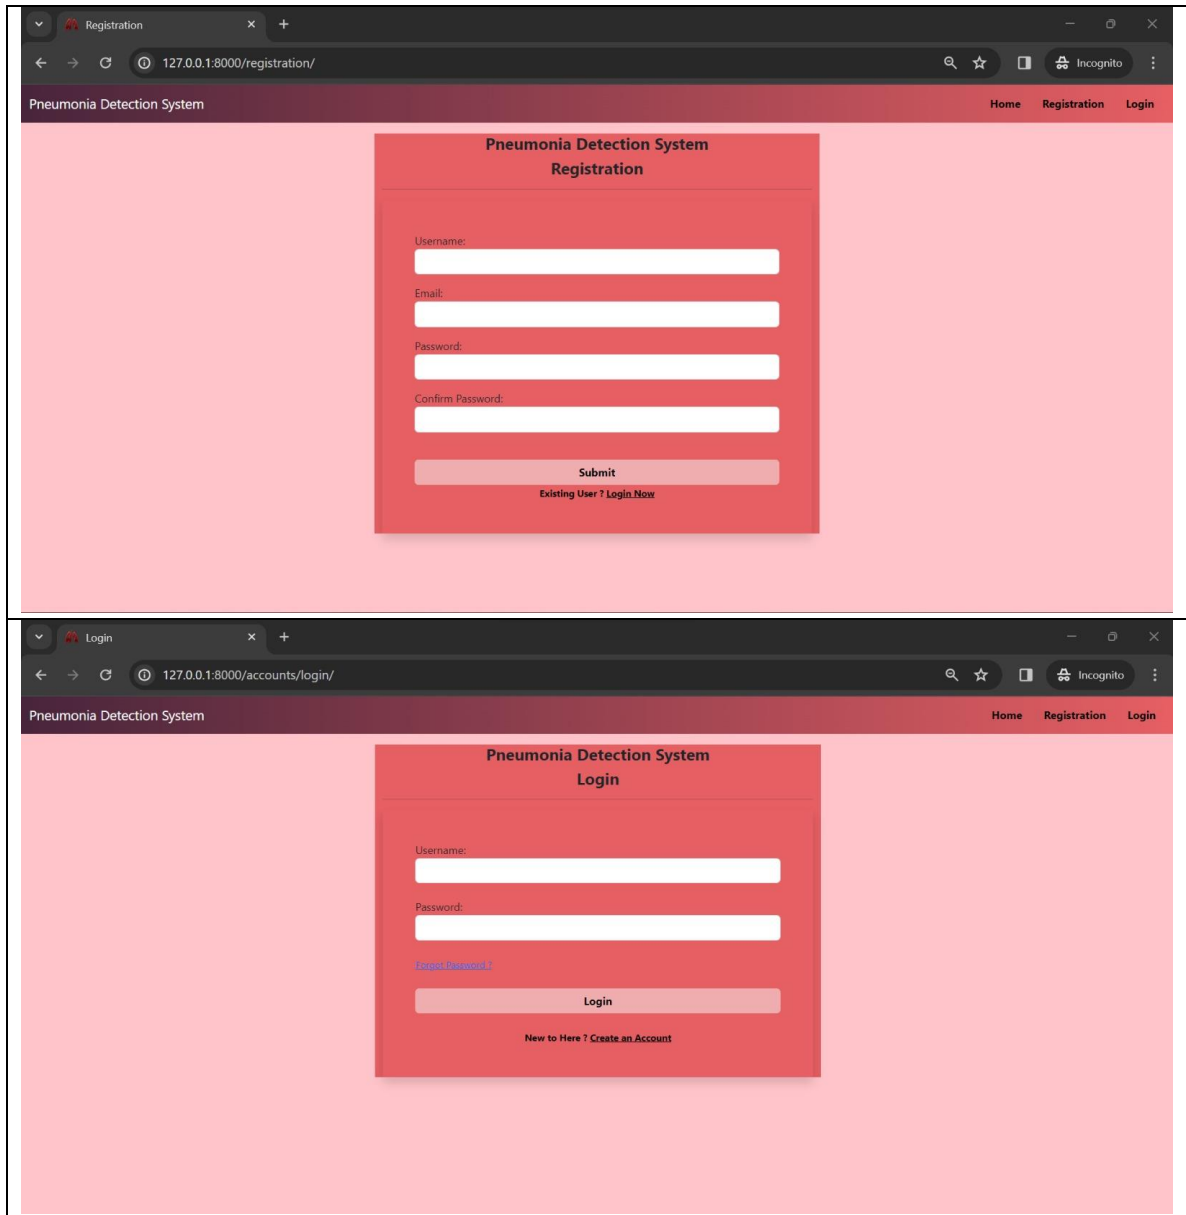 Registration
127.0.0.1:8000/registration/ Incognito
Pneumonia Detection System Home Registration Login
Pneumonia Detection System
Registration
Username:
Email:
Password:
Confirm Password:
Submit
Existing User ? Login Now
Login
127.0.0.1:8000/accounts/login/ Incognito
Pneumonia Detection System Home Registration Login
Pneumonia Detection System
Login
Username:
Password:
Forgot Password ?
Login
New to Here ? Create an Account